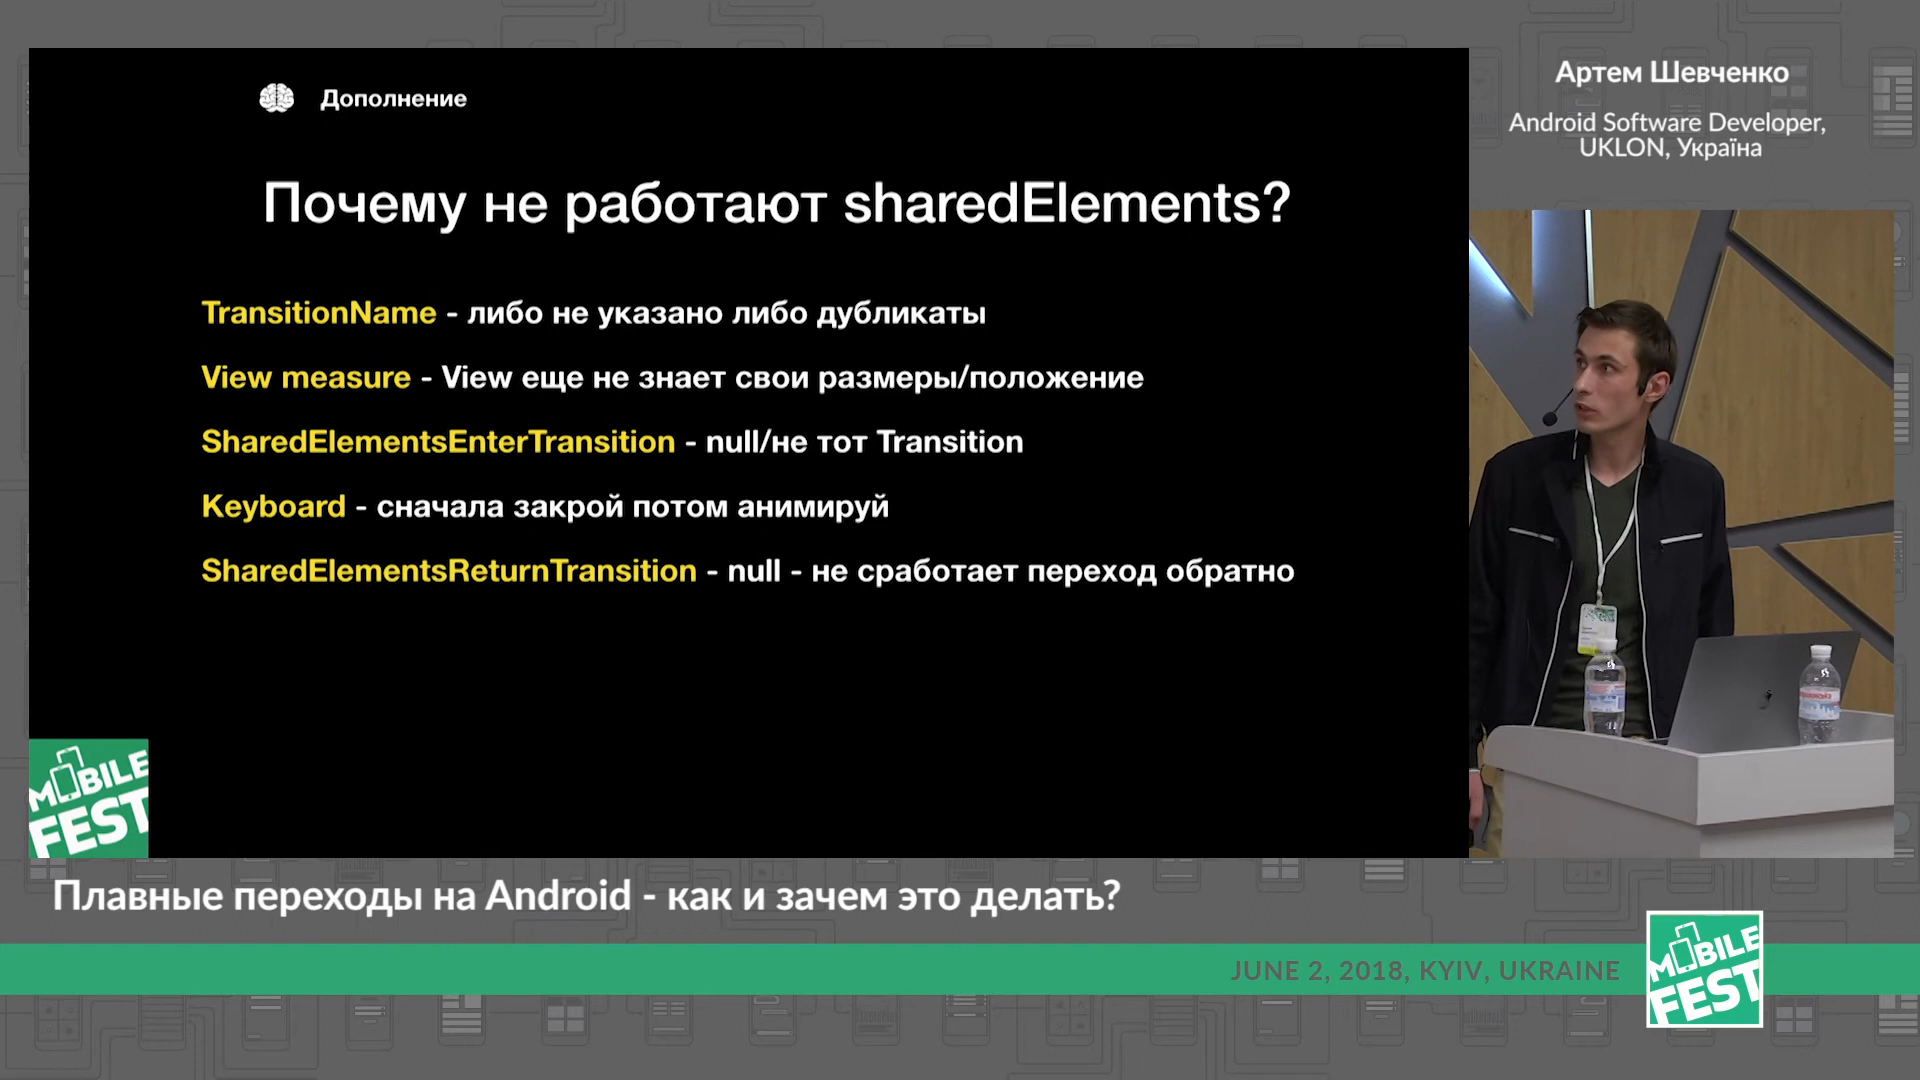 Дополнение
Почему не работают sharedElements?
TransitionName - либо не указано либо дубликаты
View measure - View еще не знает свои размеры/положение
SharedElementsEnterTransition - null/не тот Transition
Keyboard - сначала закрой потом анимируй
SharedElementsReturnTransition - null - не сработает переход обратно
Артем Шевченко
Android Software Developer,
UKLON, Україна
MOBILE
FEST
Плавные переходы на Android - как и зачем это делать?
JUNE 2, 2018, KYIV, UKRAINE
MOBILE
FEST